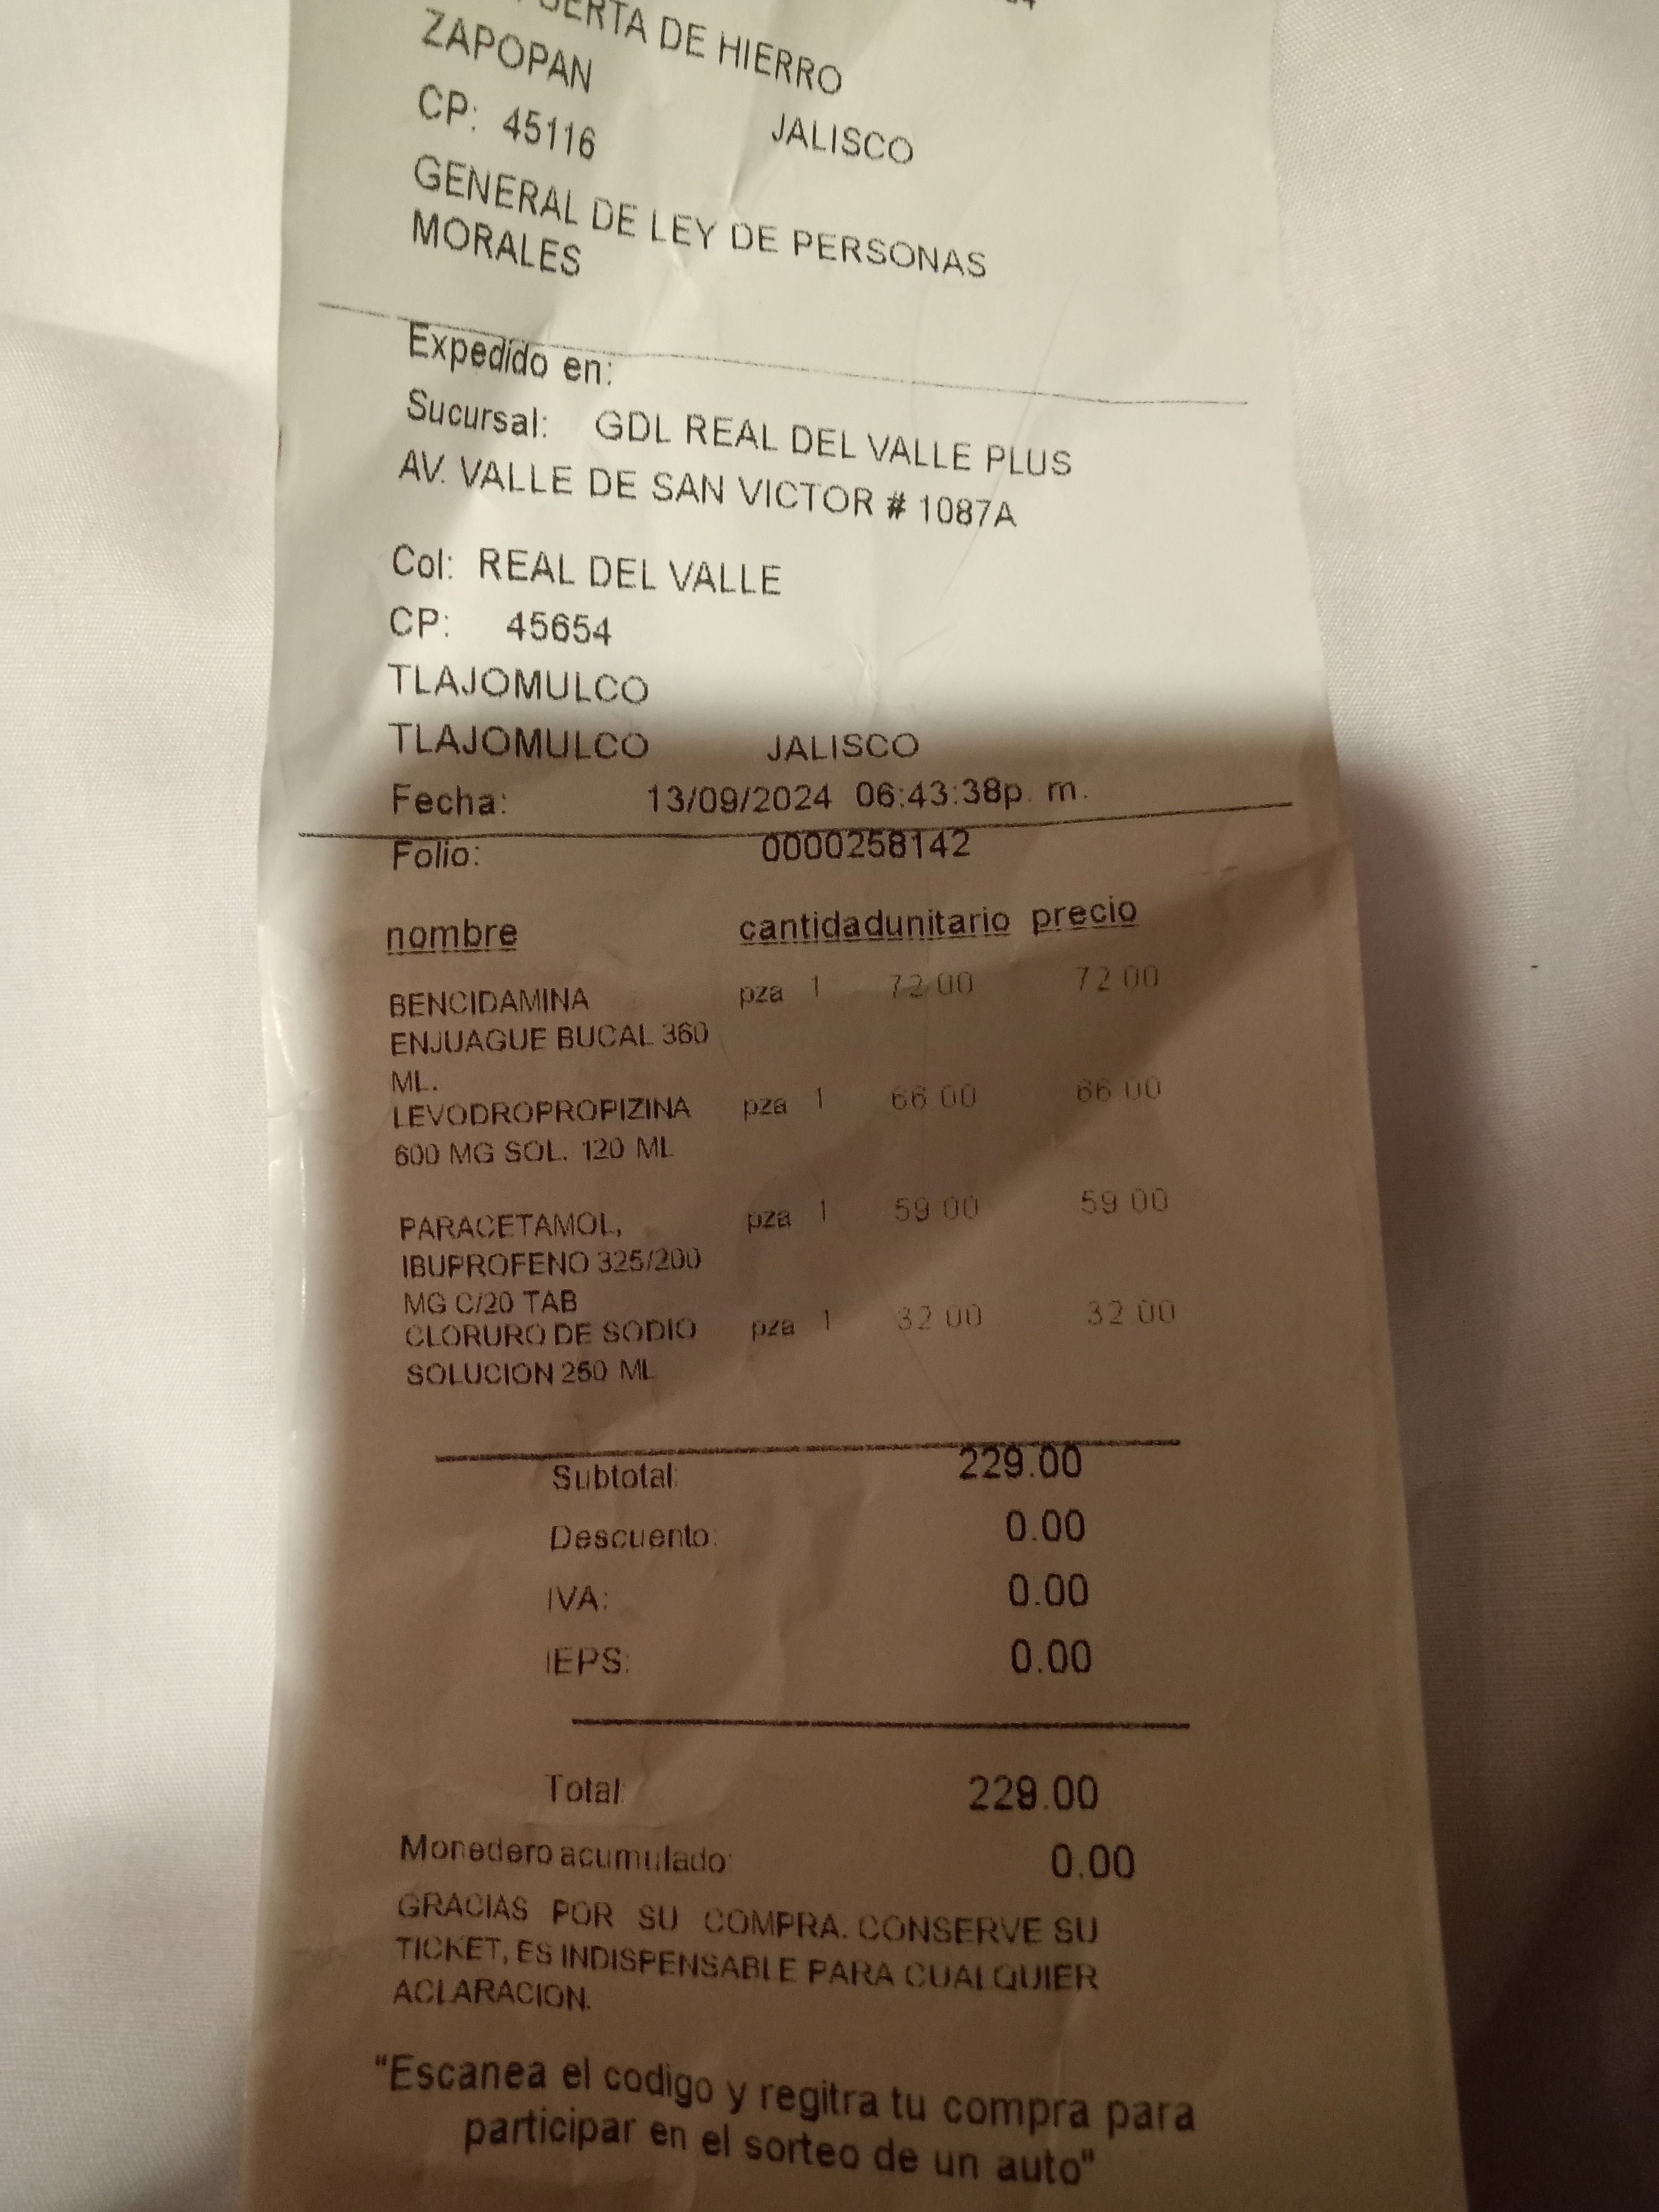 DE HIERRO
ZAPOPAN
CP: 45116 JALISCO
GENERAL DE LEY DE PERSONAS
MORALES
Expedido en:
Sucursal: GDL REAL DEL VALLE PLUS
AV. VALLE DE SAN VICTOR # 1087A
Col: REAL DEL VALLE
CP: 45654
TLAJOMULCO
TLAJOMULCO JALISCO
Fecha: 13/09/2024 06:43:38p. m.
Folio: 0000258142
nombre cantidadunitario precio
BENCIDAMINA pza 1 72.00 72.00
ENJUAGUE BUCAL 360
ML.
LEVODROPROPIZINA pza 1 66.00 66.00
600 MG SOL. 120 ML
PARACETAMOL, pza 1 59.00 59.00
IBUPROFENO 325/200
MG C/20 TAB
CLORURO DE SODIO pza 1 32.00 32.00
SOLUCION 250 ML
Subtotal: 229.00
Descuento: 0.00
IVA: 0.00
IEPS: 0.00
Total: 229.00
Monedero acumulado: 0.00
GRACIAS POR SU COMPRA. CONSERVE SU
TICKET, ES INDISPENSABLE PARA CUALQUIER
ACLARACION.
"Escanea el codigo y regitra tu compra para
participar en el sorteo de un auto"